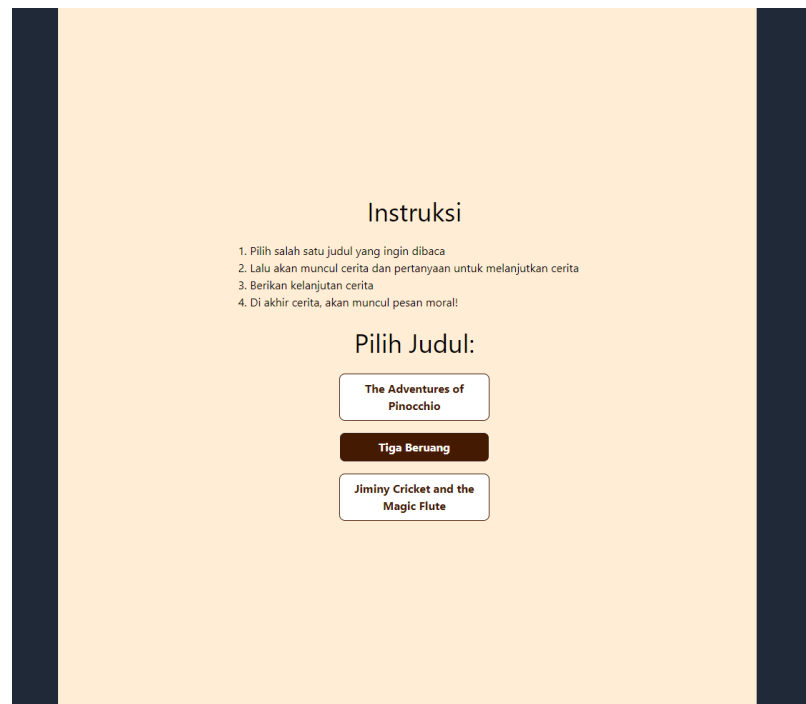 Instruksi
1. Pilih salah satu judul yang ingin dibaca
2. Lalu akan muncul cerita dan pertanyaan untuk melanjutkan cerita
3. Berikan kelanjutan cerita
4. Di akhir cerita, akan muncul pesan moral!
Pilih Judul:
The Adventures of
Pinocchio
Tiga Beruang
Jiminy Cricket and the
Magic Flute